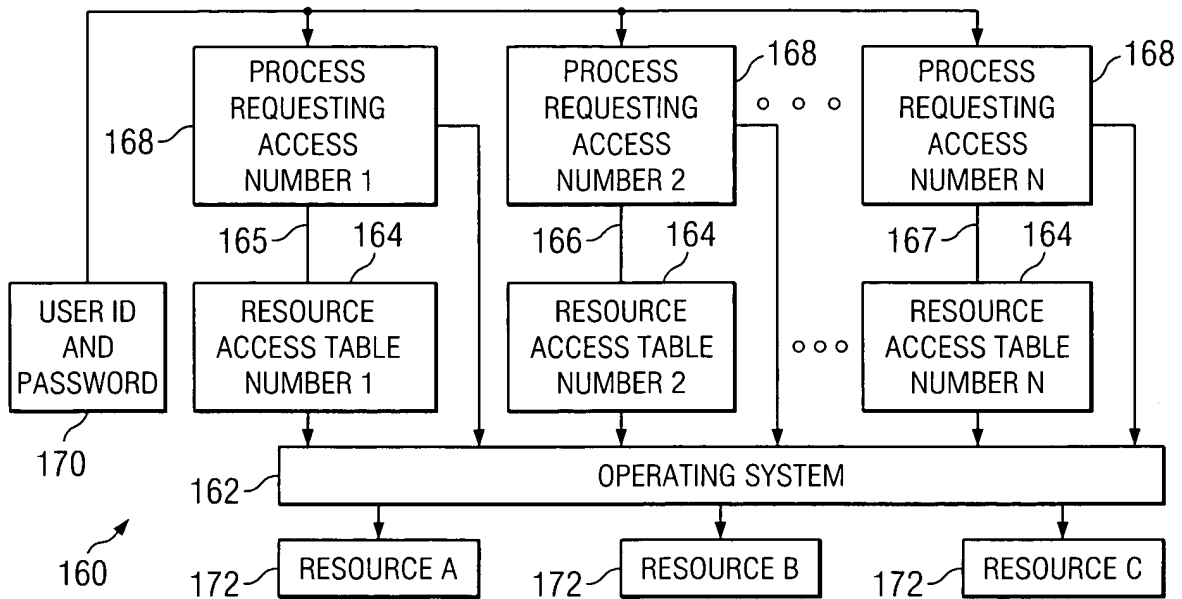 PROCESS
REQUESTING
ACCESS
NUMBER 1
168
PROCESS
REQUESTING
ACCESS
NUMBER 2
168
PROCESS
REQUESTING
ACCESS
NUMBER N
168
165
164
166
164
167
164
USER ID
AND
PASSWORD
170
RESOURCE
ACCESS TABLE
NUMBER 1
RESOURCE
ACCESS TABLE
NUMBER 2
RESOURCE
ACCESS TABLE
NUMBER N
162
OPERATING SYSTEM
160
172
RESOURCE A
172
RESOURCE B
172
RESOURCE C